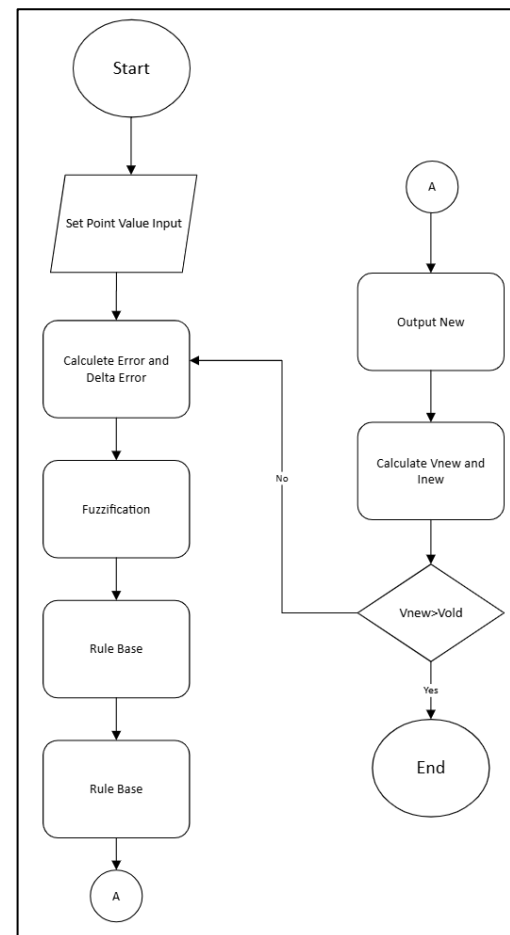 Start
Set Point Value Input
Calculete Error and
Delta Error
Fuzzification
Rule Base
Rule Base
A
A
Output New
Calculate Vnew and
Inew
Vnew>Vold
No
Yes
End